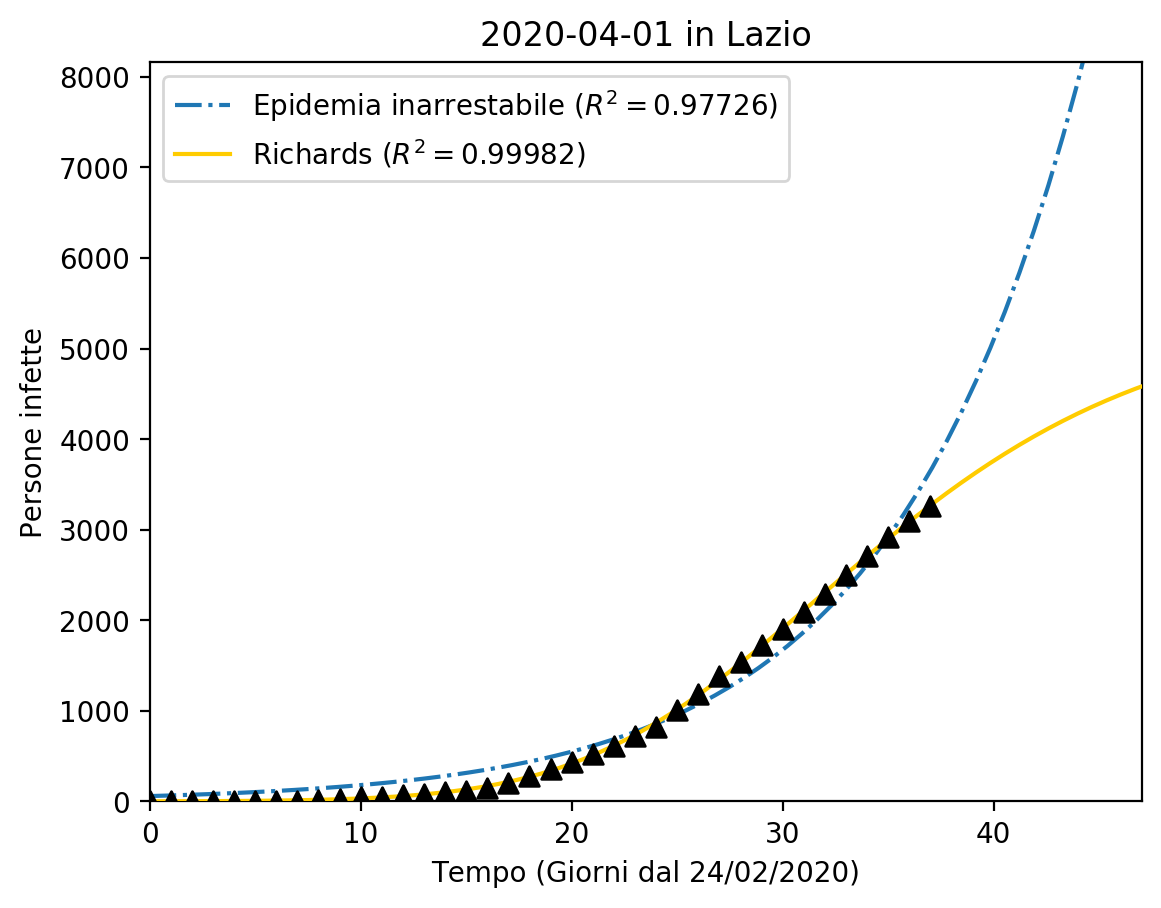 2020-04-01 in Lazio
Epidemia inarrestabile (R² = 0.97726)
Richards (R² = 0.99982)
8000
7000
6000
5000
4000
3000
2000
1000
0
Persone infette
0 10 20 30 40
Tempo (Giorni dal 24/02/2020)